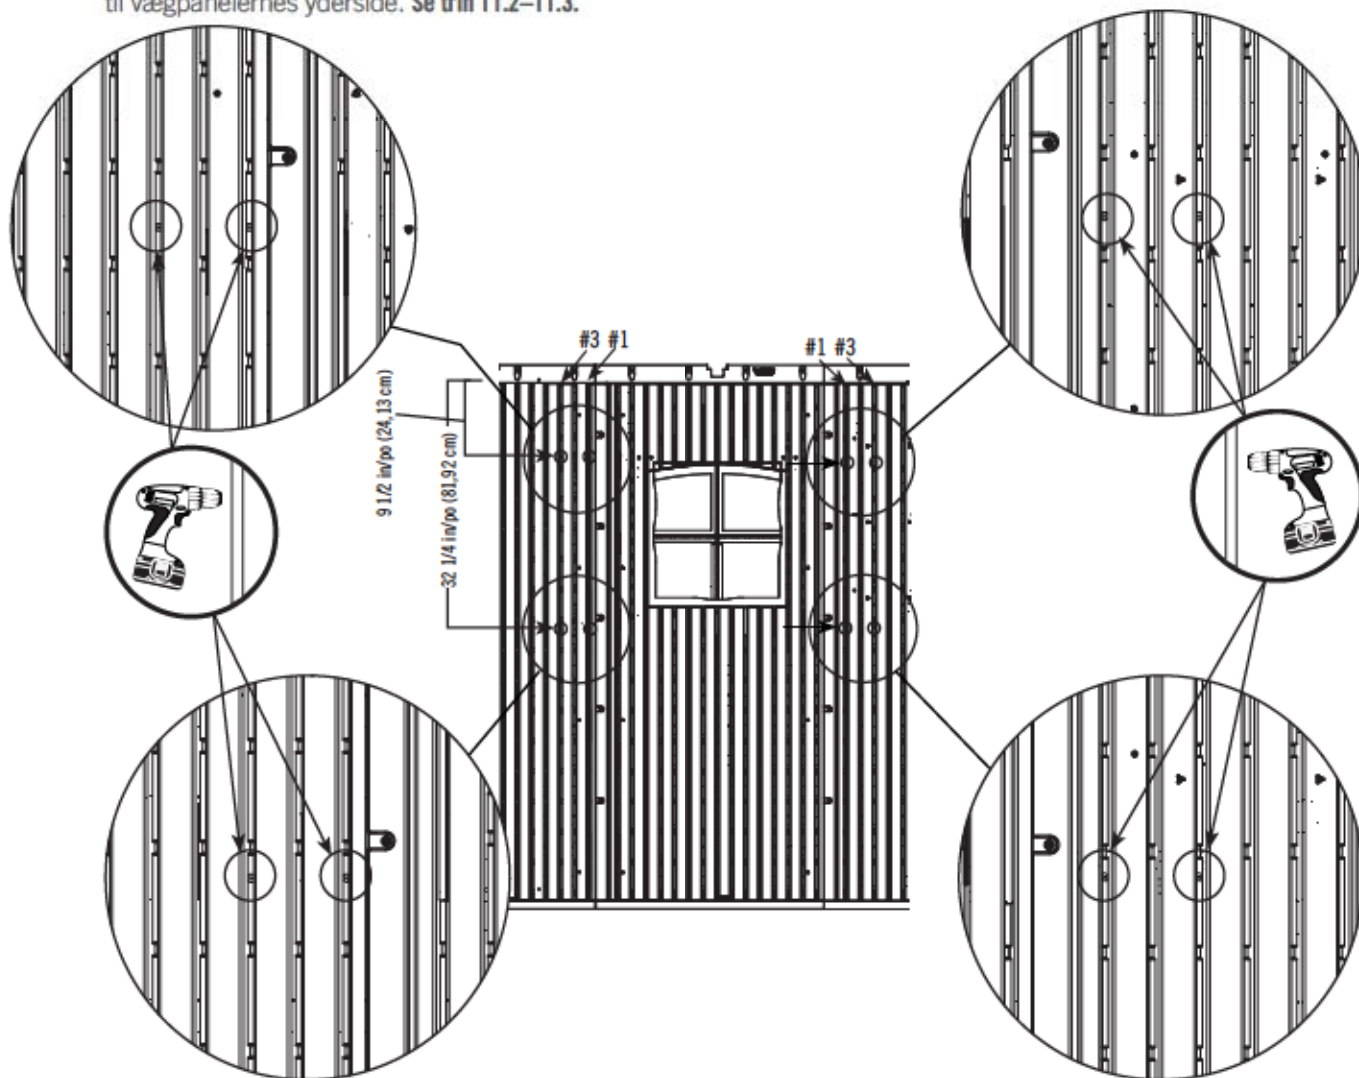 til vægpanelernes yderside. Se trin 11.2–11.3.
#3 #1
#1 #3
9 1/2 in/po (24,13 cm)
32 1/4 in/po (81,92 cm)